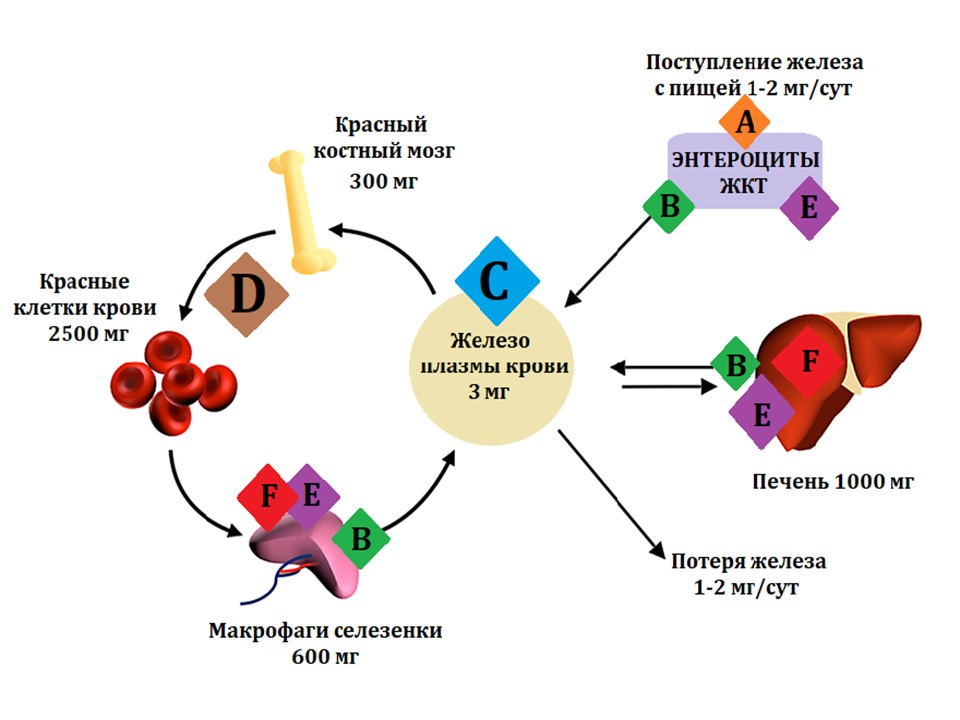 Поступление железа
с пищей 1-2 мг/сут
A
ЭНТЕРОЦИТЫ
ЖКТ
B
E
Красный
костный мозг
300 мг
Красные
клетки крови
2500 мг
D
C
Железо
плазмы крови
3 мг
B
F
E
Печень 1000 мг
F
E
B
Макрофаги селезенки
600 мг
Потеря железа
1-2 мг/сут